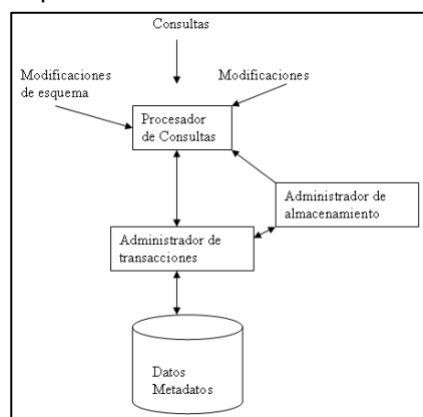 Consultas
Modificaciones
de esquema
Modificaciones
Procesador
de Consultas
Administrador de
almacenamiento
Administrador de
transacciones
Datos
Metadatos